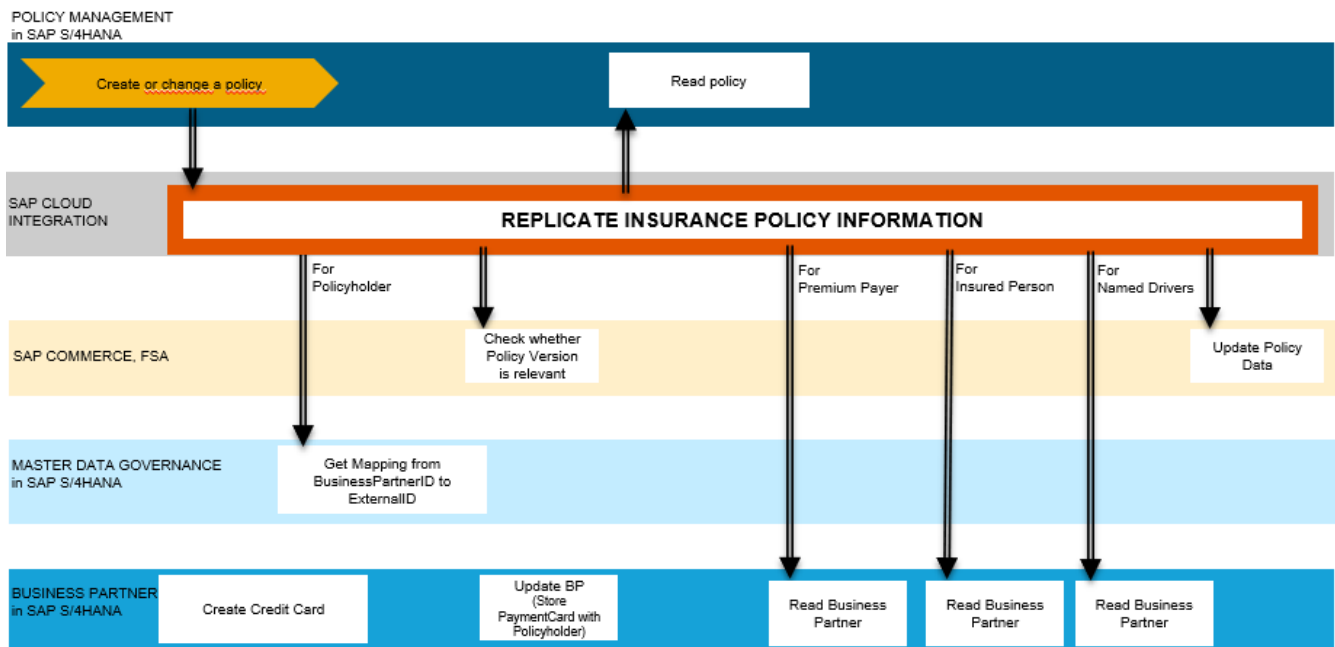 POLICY MANAGEMENT
in SAP S/4HANA
Create or change a policy
Read policy
SAP CLOUD
INTEGRATION
REPLICATE INSURANCE POLICY INFORMATION
For
Policyholder
For
Premium Payer
For
Insured Person
For
Named Drivers
SAP COMMERCE, FSA
Check whether
Policy Version
is relevant
Update Policy
Data
MASTER DATA GOVERNANCE
in SAP S/4HANA
Get Mapping from
BusinessPartnerID to
ExternalID
BUSINESS PARTNER
in SAP S/4HANA
Create Credit Card
Update BP
(Store
PaymentCard with
Policyholder)
Read Business
Partner
Read Business
Partner
Read Business
Partner